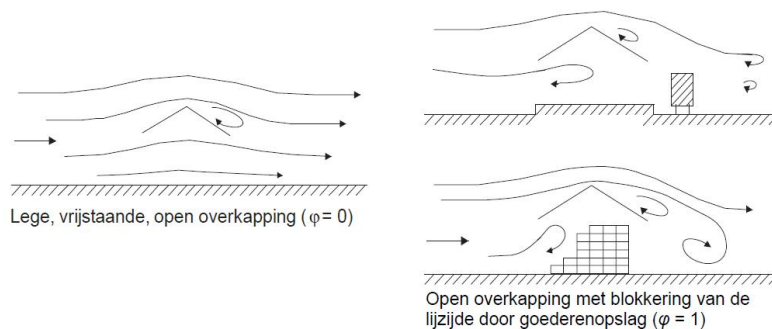 Lege, vrijstaande, open overkapping (φ= 0)
Open overkapping met blokkering van de
lijzijde door goederenopslag (φ = 1)